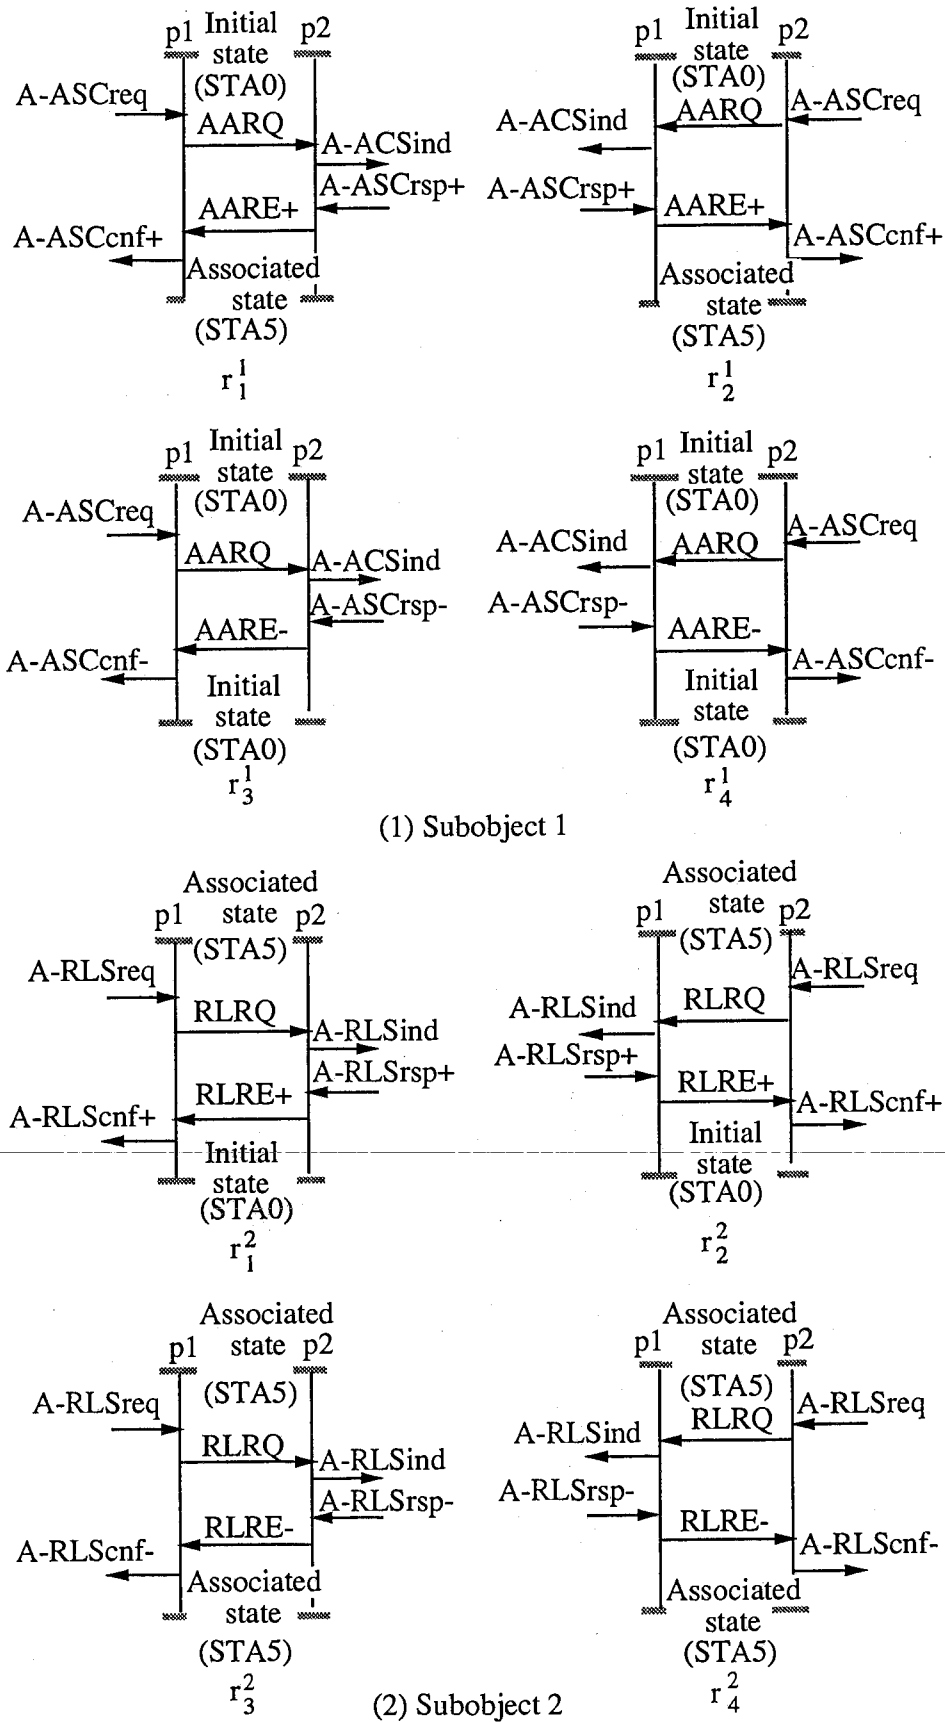 p1 Initial state (STA0) p2
A-ASCreq
AARQ
A-ACSind
A-ASCrsp+
AARE+
A-ASCcnf+
Associated state (STA5)
r 1 1
p1 Initial state (STA0) p2
A-ASCreq
AARQ
A-ACSind
A-ASCrsp+
AARE+
A-ASCcnf+
Associated state (STA5)
r 1 2
p1 Initial state (STA0) p2
A-ASCreq
AARQ
A-ACSind
A-ASCrsp-
AARE-
A-ASCcnf-
Initial state (STA0)
r 1 3
p1 Initial state (STA0) p2
A-ASCreq
AARQ
A-ACSind
A-ASCrsp-
AARE-
A-ASCcnf-
Initial state (STA0)
r 1 4
(1) Subobject 1
p1 Associated state (STA5) p2
A-RLSreq
RLRQ
A-RLSind
A-RLSrsp+
RLRE+
A-RLScnf+
Initial state (STA0)
r 2 1
p1 Associated state (STA5) p2
A-RLSreq
RLRQ
A-RLSind
A-RLSrsp+
RLRE+
A-RLScnf+
Initial state (STA0)
r 2 2
p1 Associated state (STA5) p2
A-RLSreq
RLRQ
A-RLSind
A-RLSrsp-
RLRE-
A-RLScnf-
Associated state (STA5)
r 2 3
p1 Associated state (STA5) p2
A-RLSreq
RLRQ
A-RLSind
A-RLSrsp-
RLRE-
A-RLScnf-
Associated state (STA5)
r 2 4
(2) Subobject 2